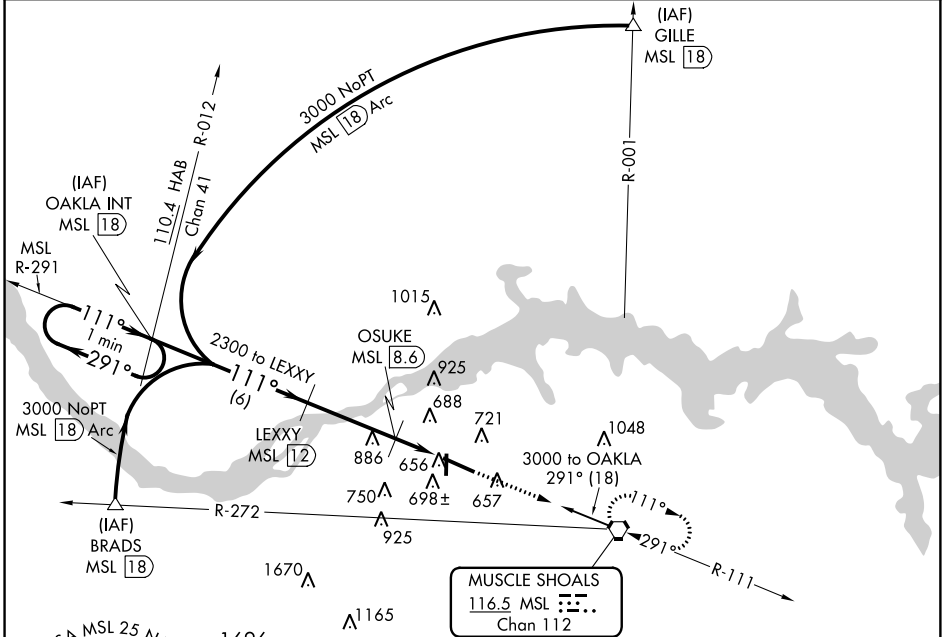 (IAF)
GILLE
MSL 18
3000 NoPT
MSL 18 Arc
R-012
110.4 HAB
Chan 41
R-001
(IAF)
OAKLA INT
MSL 18
MSL
R-291
111°
1 min
291°
1015
OSUKE
MSL 8.6
2300 to LEXXY
111°
(6)
925
688
3000 NoPT
MSL 18 Arc
LEXXY
MSL 12
721
1048
886
656
3000 to OAKLA
291° (18)
750
698±
657
111°
R-272
925
291°
(IAF)
BRADS
MSL 18
R-111
1670
MUSCLE SHOALS
116.5 MSL
Chan 112
1165
MSL 25 N